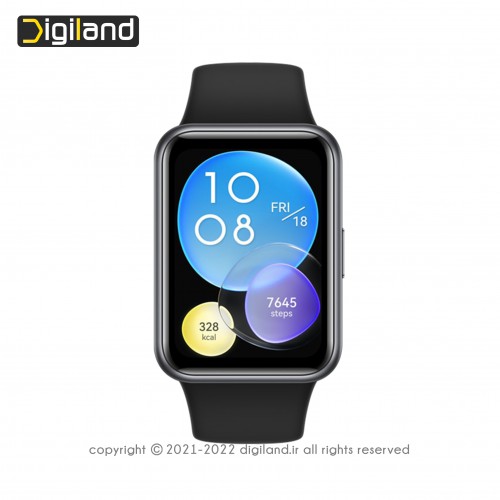 Digiland
10
08
FRI/18
7645
steps
328
kcal
copyright © 2021-2022 digiland.ir all rights reserved